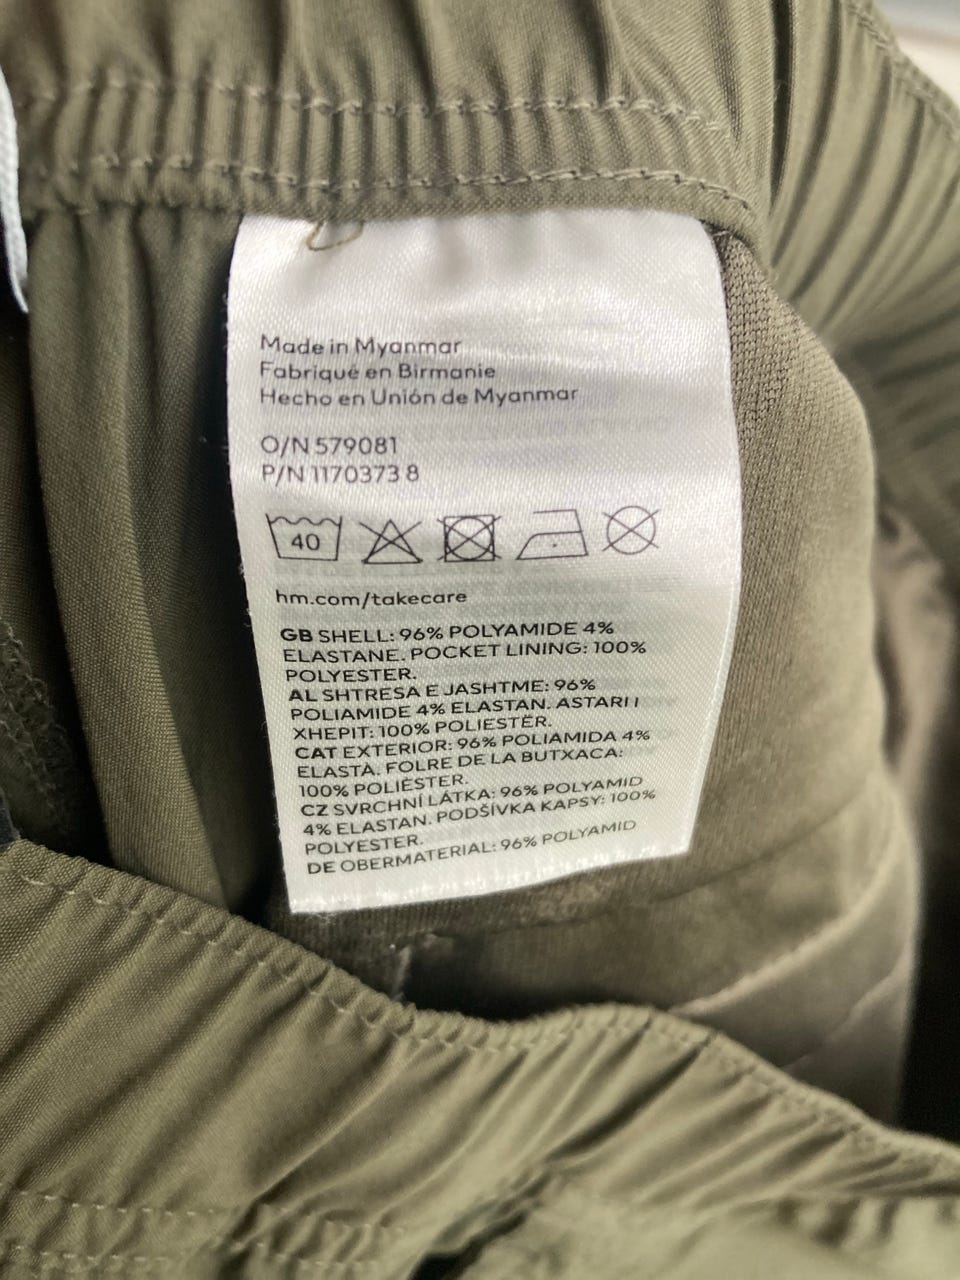 Made in Myanmar
Fabriqué en Birmanie
Hecho en Unión de Myanmar
O/N 579081
P/N 1170373 8
40
hm.com/takecare
GB SHELL: 96% POLYAMIDE 4%
ELASTANE. POCKET LINING: 100%
POLYESTER.
AL SHTRESA E JASHTME: 96%
POLIAMIDE 4% ELASTAN. ASTARI I
XHEPIT: 100% POLIESTËR.
CAT EXTERIOR: 96% POLIAMIDA 4%
ELASTÀ. FOLRE DE LA BUTXACA:
100% POLIÈSTER.
CZ SVRCHNÍ LÁTKA: 96% POLYAMID
4% ELASTAN. PODŠÍVKA KAPSY: 100%
POLYESTER.
DE OBERMATERIAL: 96% POLYAMID